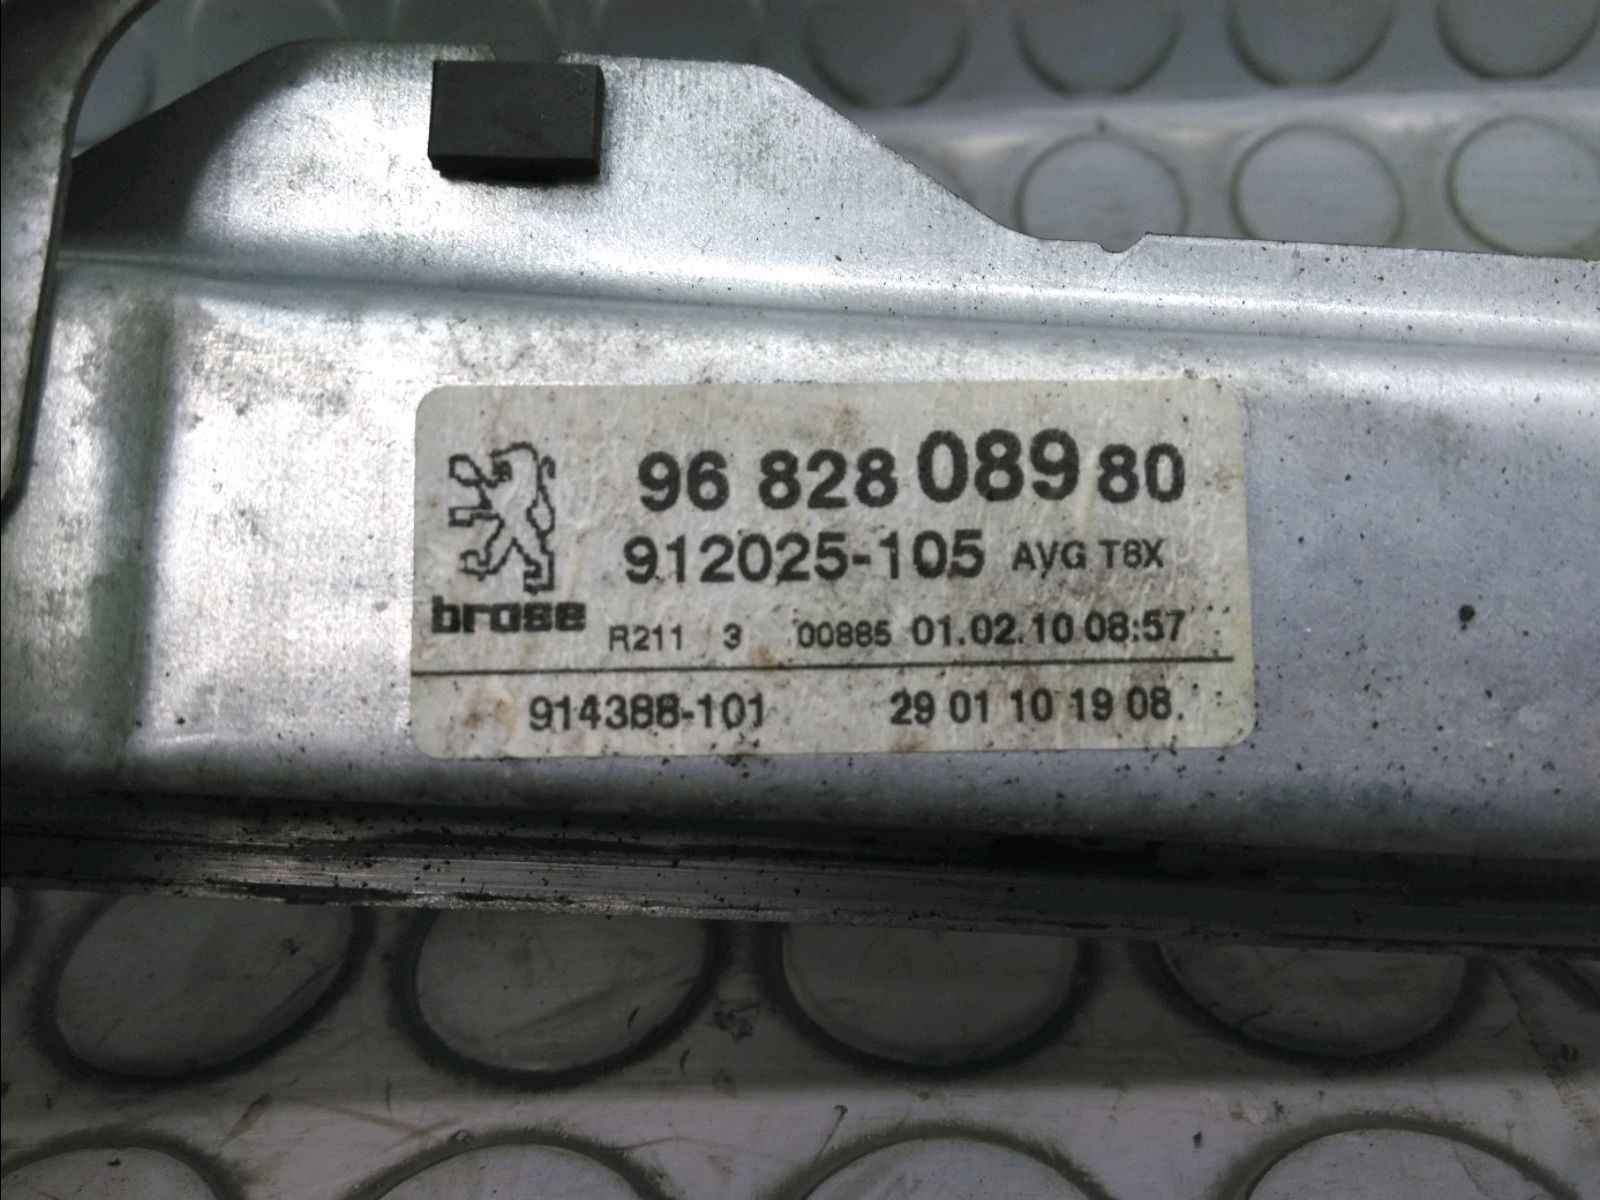 96 828 089 80
912025-105 AVG T8X
brose R211 3 00885 01.02.10 08:57
914388-101 29 01 10 19 08.